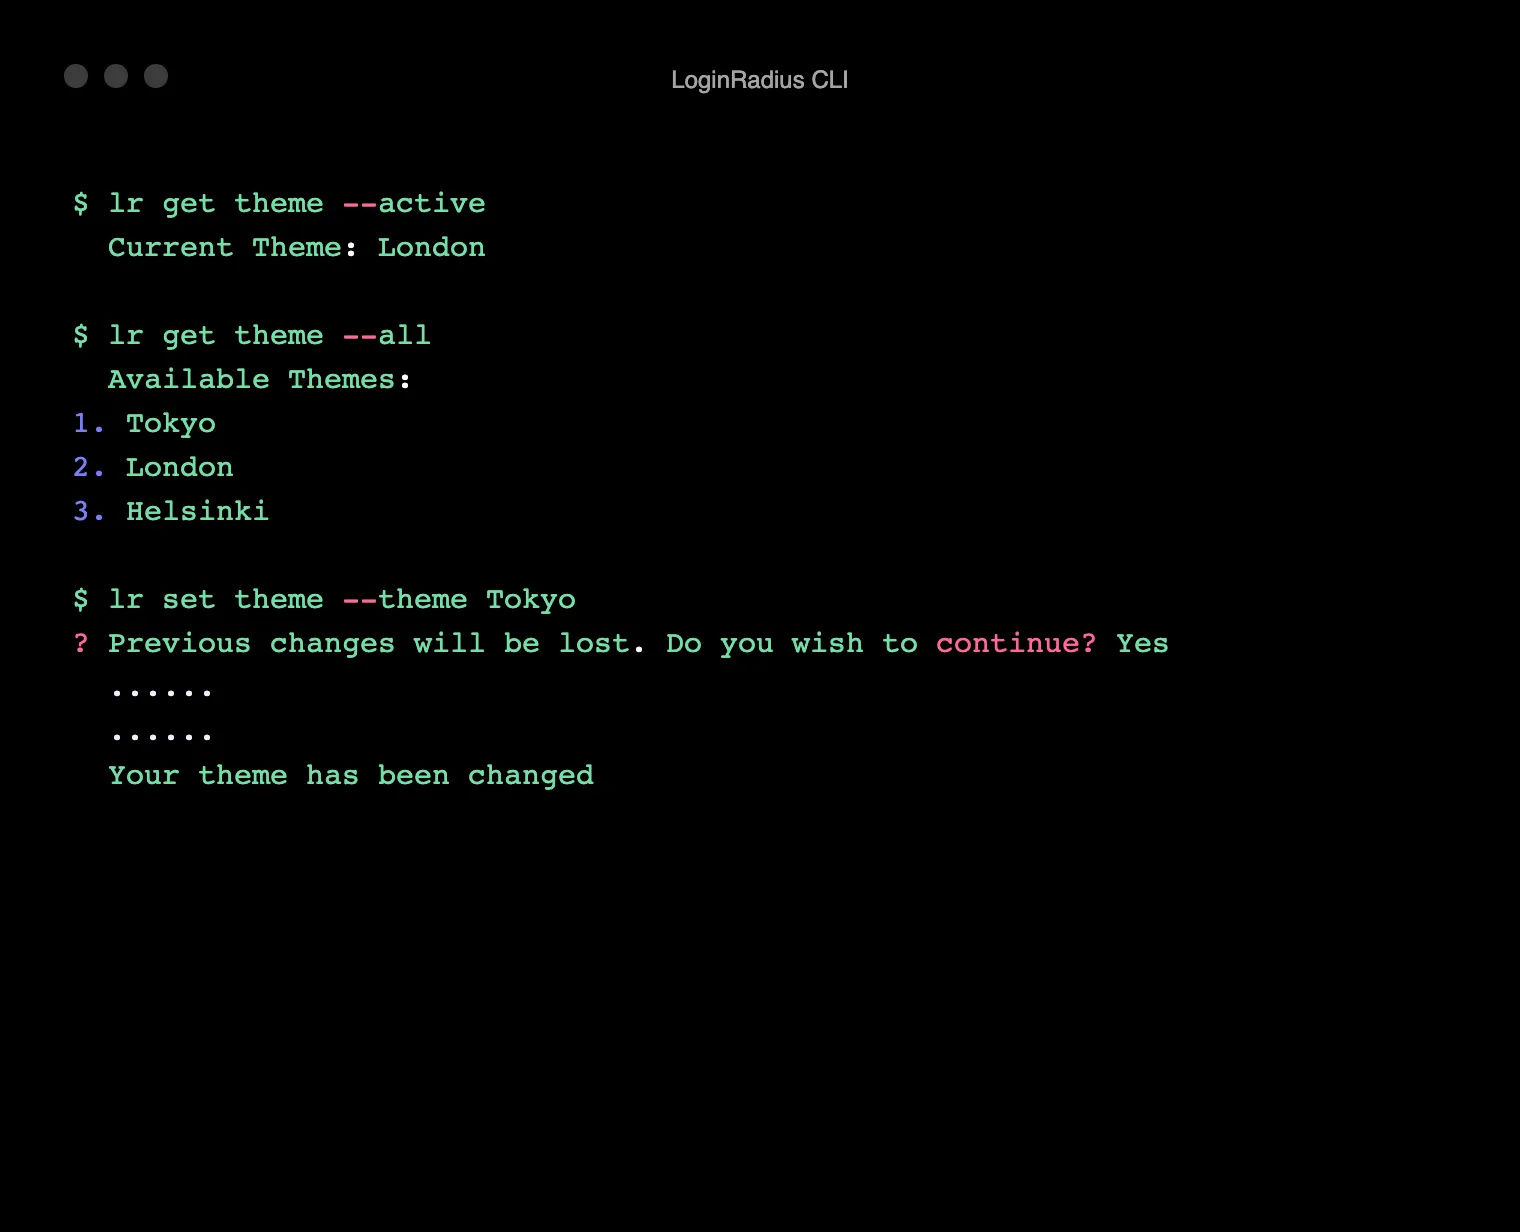 LoginRadius CLI
$ lr get theme --active
Current Theme: London
$ lr get theme --all
Available Themes:
1. Tokyo
2. London
3. Helsinki
$ lr set theme --theme Tokyo
? Previous changes will be lost. Do you wish to continue? Yes
......
......
Your theme has been changed